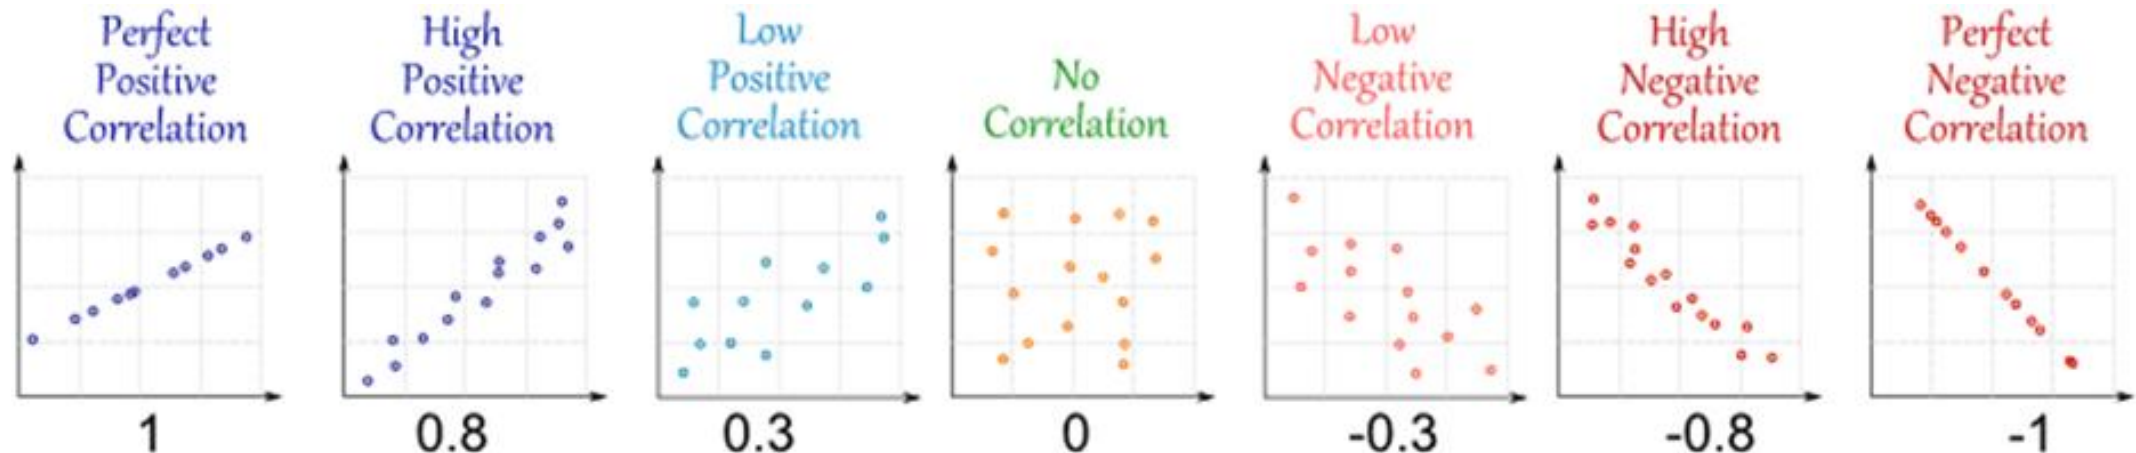 Perfect
Positive
Correlation
High
Positive
Correlation
Low
Positive
Correlation
No
Correlation
Low
Negative
Correlation
High
Negative
Correlation
Perfect
Negative
Correlation
1
0.8
0.3
0
-0.3
-0.8
-1